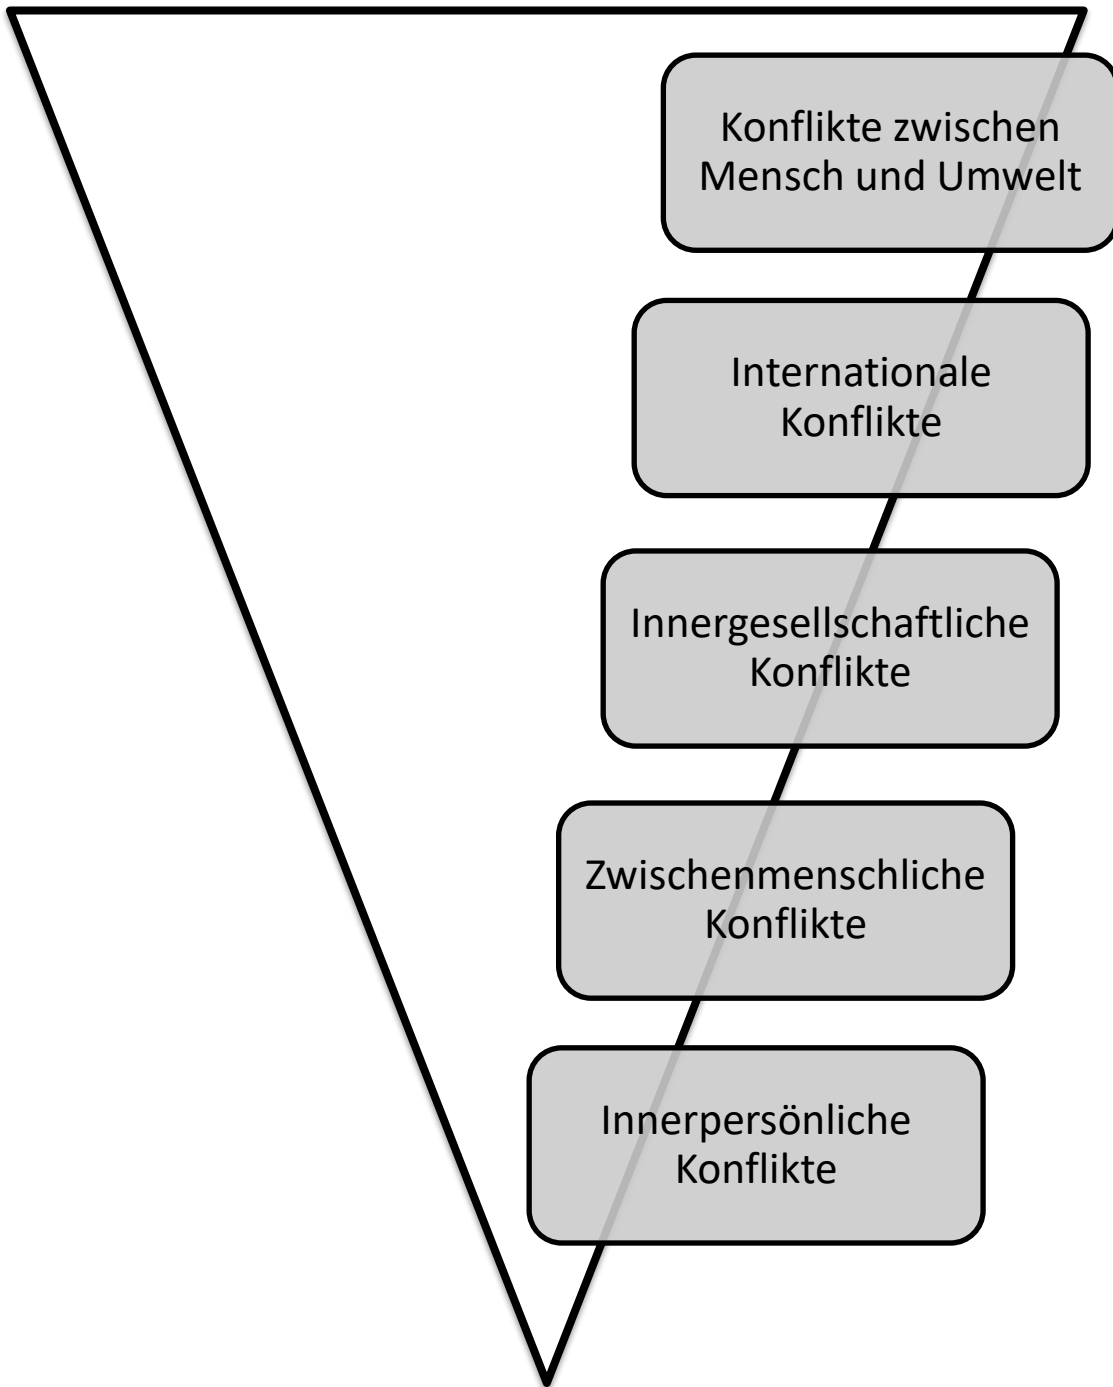 Konflikte zwischen
Mensch und Umwelt
Internationale
Konflikte
Innergesellschaftliche
Konflikte
Zwischenmenschliche
Konflikte
Innerpersönliche
Konflikte